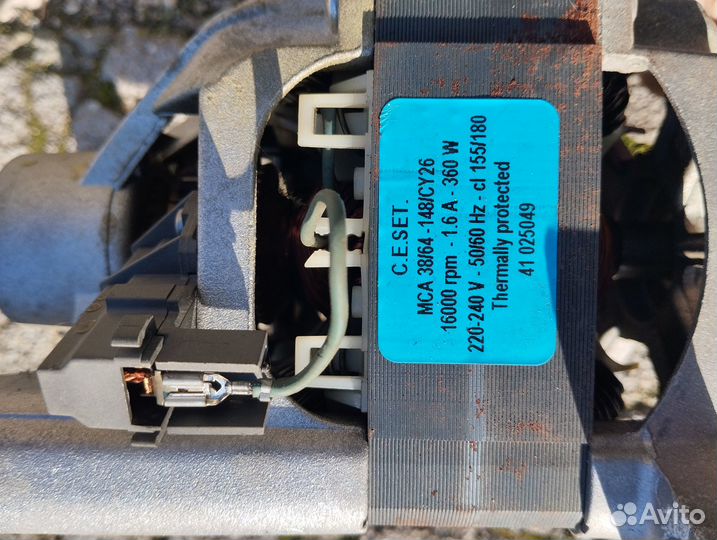 C.E.SET.
MCA 38/64 -148/CY26
16000 rpm - 1.6 A - 360 W
220-240 V - 50/60 Hz - cl 155/180
Thermally protected
41 025049
Avito